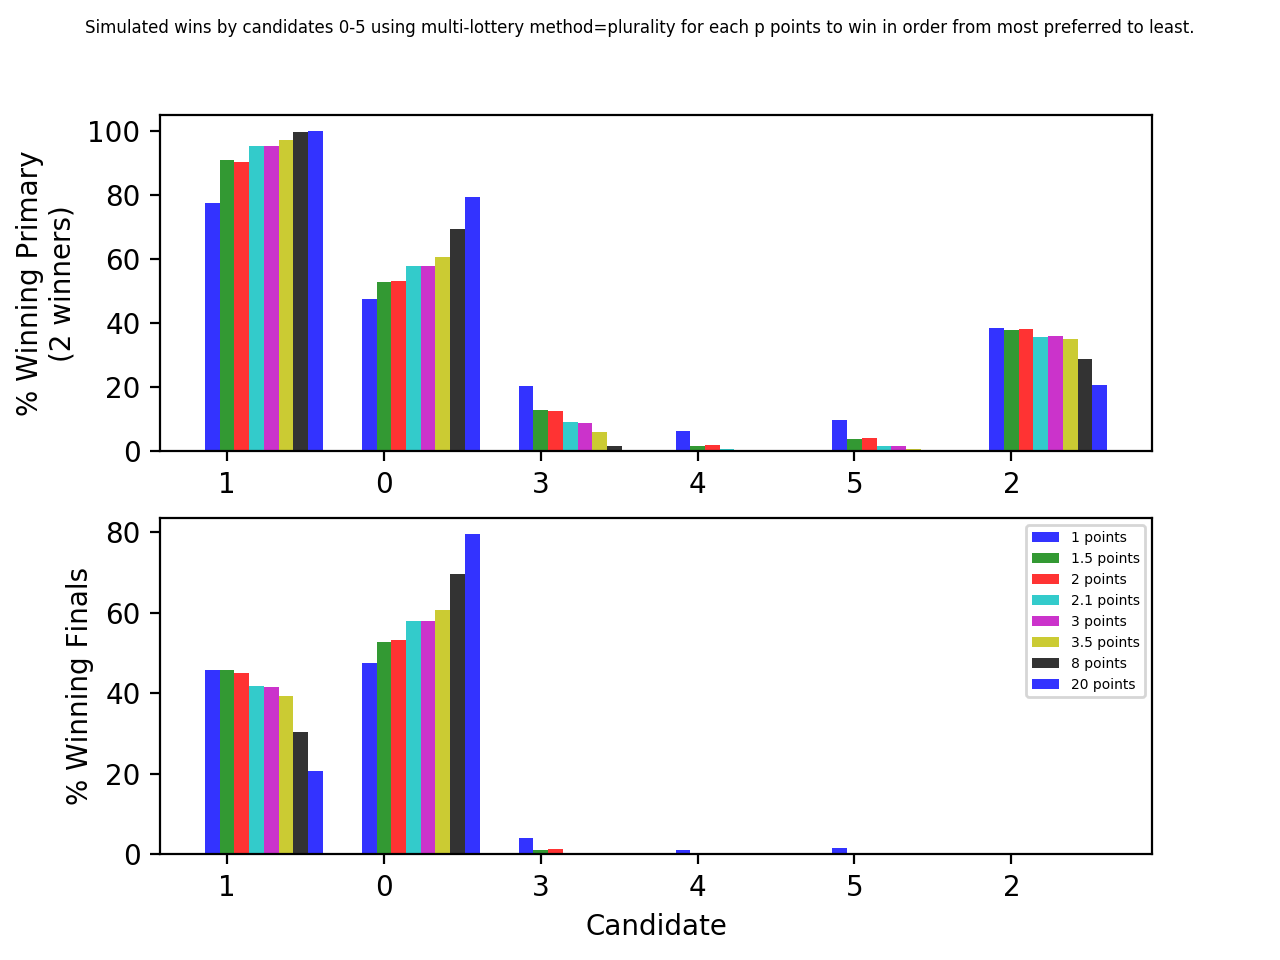 Simulated wins by candidates 0-5 using multi-lottery method=plurality for each p points to win in order from most preferred to least.
% Winning Primary
(2 winners)
100
80
60
40
20
0
1 0 3 4 5 2
% Winning Finals
80
60
40
20
0
1 points
1.5 points
2 points
2.1 points
3 points
3.5 points
8 points
20 points
1 0 3 4 5 2
Candidate